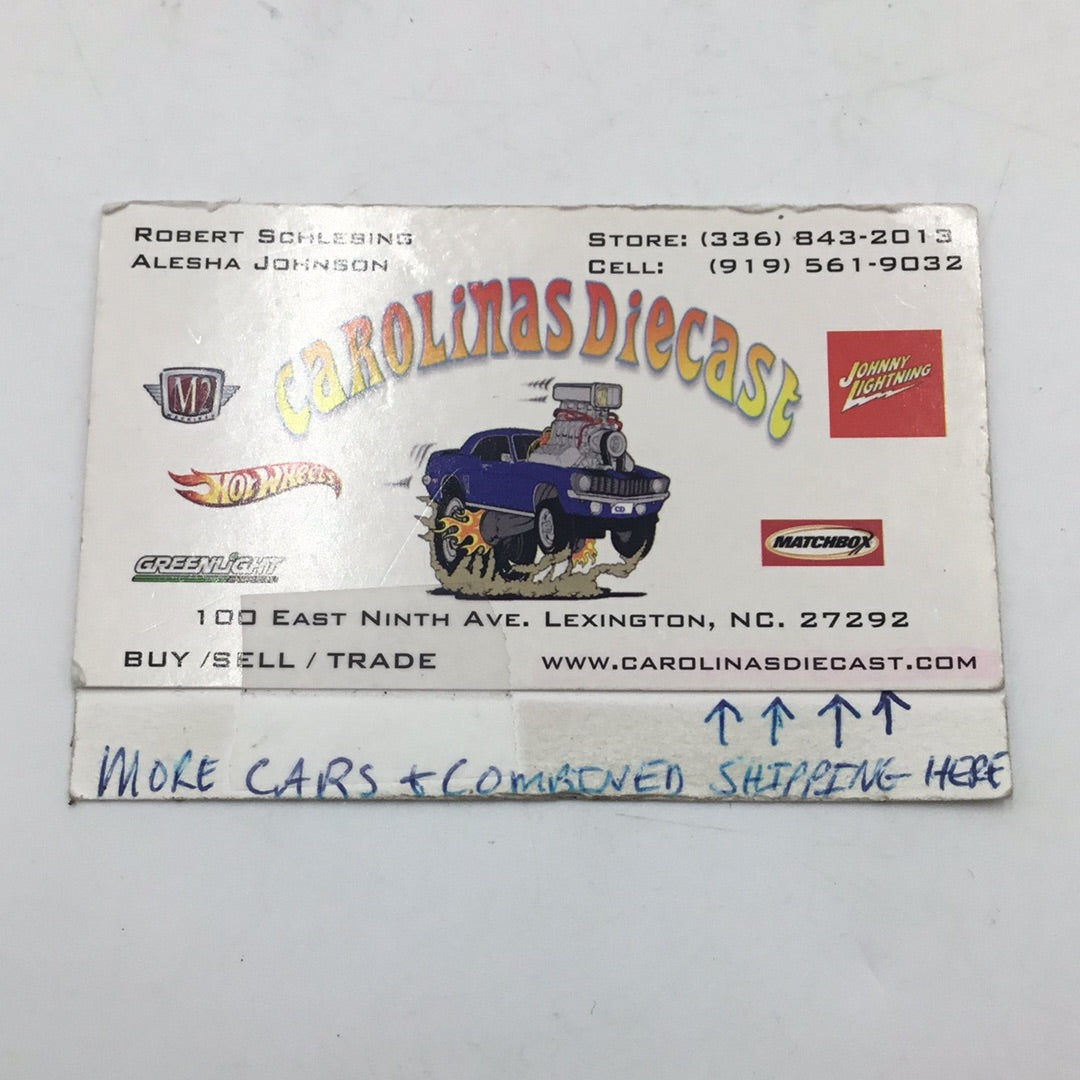 ROBERT SCHLESING
ALESHA JOHNSON
STORE: (336) 843-2013
CELL: (919) 561-9032
CAROLiNAS DiECAST
M2
MACHINES
JOHNNY LIGHTNING
HOT WHEELS
MATCHBOX
GREENLIGHT
100 EAST NINTH AVE. LEXINGTON, NC. 27292
BUY /SELL / TRADE
WWW.CAROLINASDIECAST.COM
MORE CARS + COMBINED SHIPPING HERE